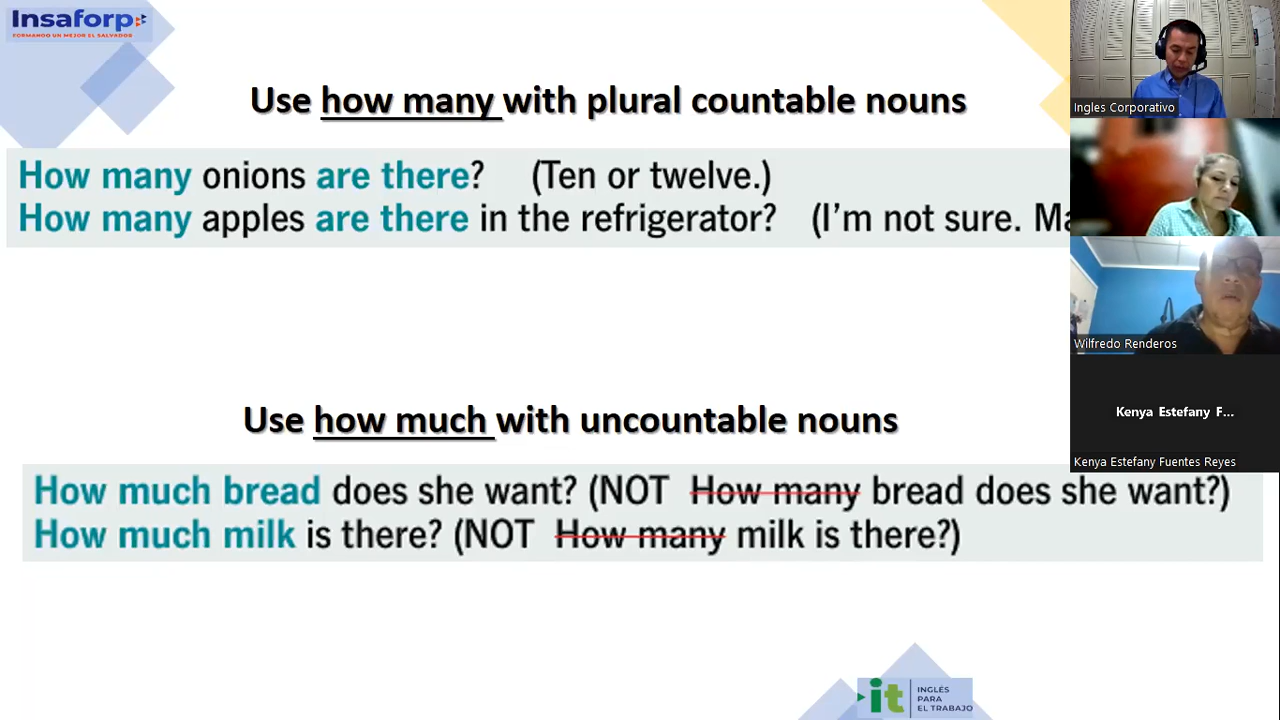 Insaforp
FORMANDO UN MEJOR EL SALVADOR
Use how many with plural countable nouns
How many onions are there? (Ten or twelve.)
How many apples are there in the refrigerator? (I'm not sure. Ma
Use how much with uncountable nouns
How much bread does she want? (NOT How many bread does she want?)
How much milk is there? (NOT How many milk is there?)
it
INGLÉS
PARA
EL TRABAJO
Ingles Corporativo
Wilfredo Renderos
Kenya Estefany F...
Kenya Estefany Fuentes Reyes